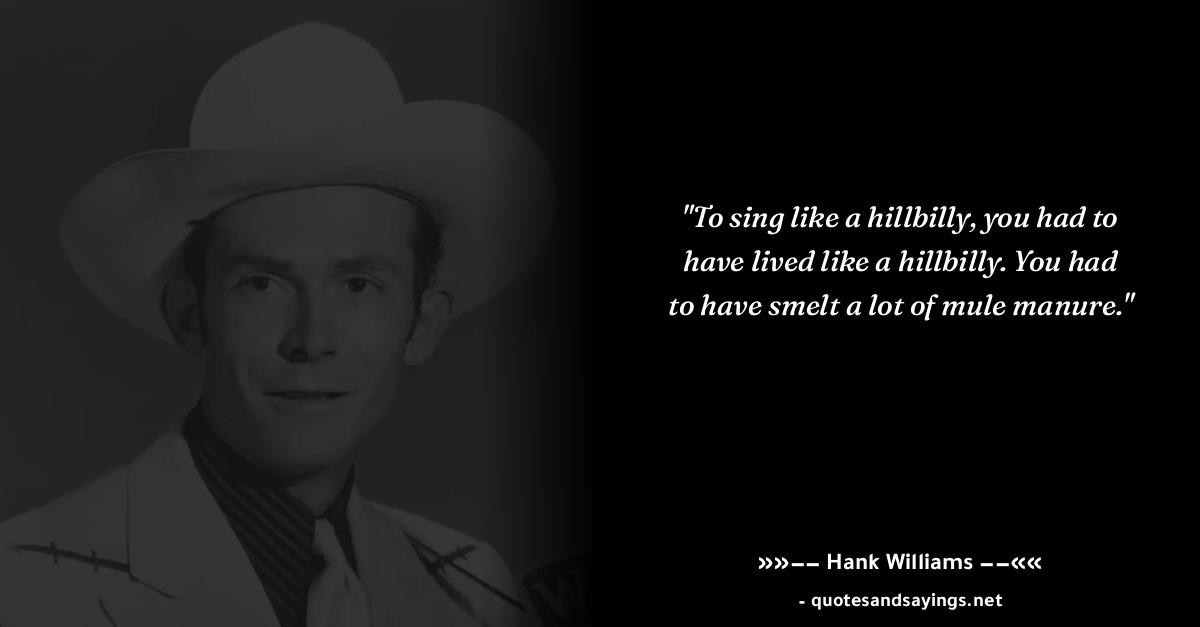 "To sing like a hillbilly, you had to
have lived like a hillbilly. You had
to have smelt a lot of mule manure."
»»–– Hank Williams ––««
- quotesandsayings.net